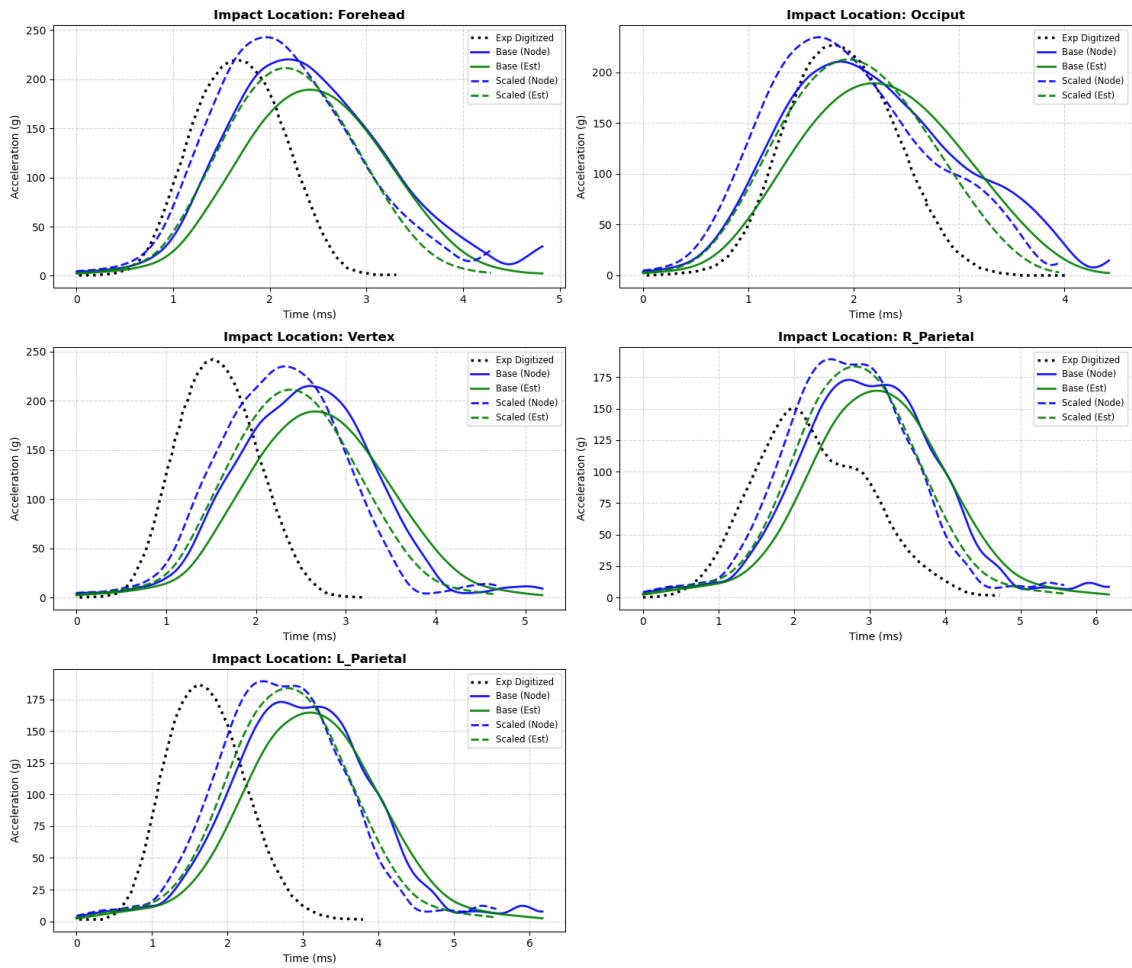 Impact Location: Forehead
Acceleration (g)
250
200
150
100
50
0
Exp Digitized
Base (Node)
Base (Est)
Scaled (Node)
Scaled (Est)
0 1 2 3 4 5
Time (ms)
Impact Location: Occiput
Acceleration (g)
200
150
100
50
0
Exp Digitized
Base (Node)
Base (Est)
Scaled (Node)
Scaled (Est)
0 1 2 3 4
Time (ms)
Impact Location: Vertex
Acceleration (g)
250
200
150
100
50
0
Exp Digitized
Base (Node)
Base (Est)
Scaled (Node)
Scaled (Est)
0 1 2 3 4 5
Time (ms)
Impact Location: R_Parietal
Acceleration (g)
175
150
125
100
75
50
25
0
Exp Digitized
Base (Node)
Base (Est)
Scaled (Node)
Scaled (Est)
0 1 2 3 4 5 6
Time (ms)
Impact Location: L_Parietal
Acceleration (g)
175
150
125
100
75
50
25
0
Exp Digitized
Base (Node)
Base (Est)
Scaled (Node)
Scaled (Est)
0 1 2 3 4 5 6
Time (ms)